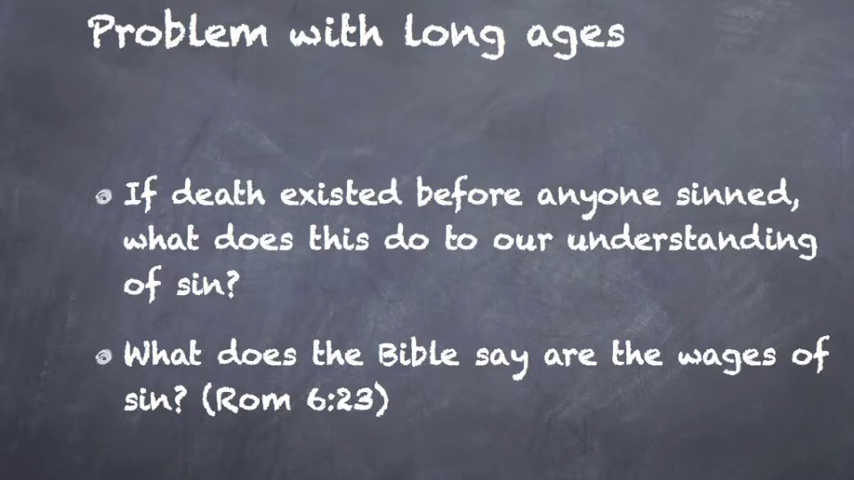 Problem with long ages
If death existed before anyone sinned,
what does this do to our understanding
of sin?
What does the Bible say are the wages of
sin? (Rom 6:23)